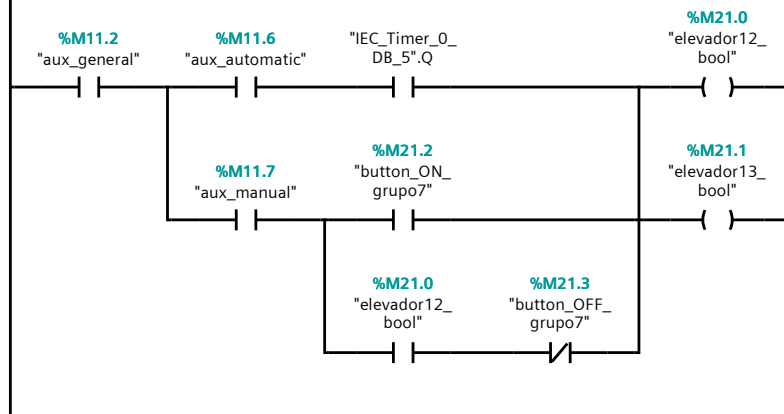 %M11.2
"aux_general"
%M11.6
"aux_automatic"
"IEC_Timer_0_
DB_5".Q
%M21.0
"elevador12_
bool"
%M11.7
"aux_manual"
%M21.2
"button_ON_
grupo7"
%M21.1
"elevador13_
bool"
%M21.0
"elevador12_
bool"
%M21.3
"button_OFF_
grupo7"